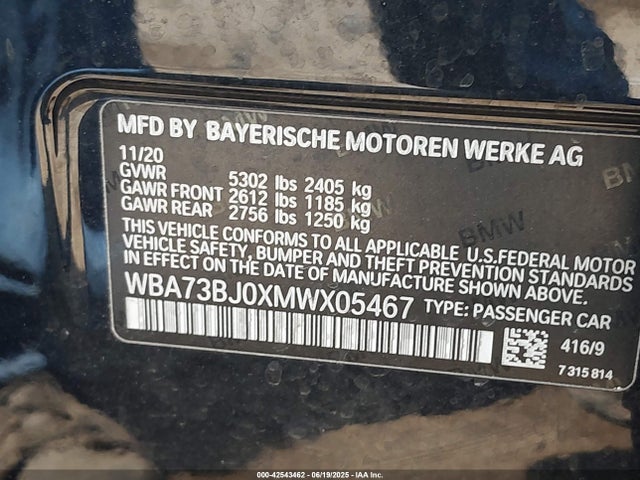 MFD BY BAYERISCHE MOTOREN WERKE AG
11/20
GVWR 5302 lbs 2405 kg
GAWR FRONT 2612 lbs 1185 kg
GAWR REAR 2756 lbs 1250 kg
THIS VEHICLE CONFORMS TO ALL APPLICABLE U.S.FEDERAL MOTOR
VEHICLE SAFETY, BUMPER AND THEFT PREVENTION STANDARDS
IN EFFECT ON THE DATE OF MANUFACTURE SHOWN ABOVE.
WBA73BJ0XMWX05467 TYPE: PASSENGER CAR
416/9
7 315 814
BMW
000-42543462 - 06/19/2025 - IAA Inc.